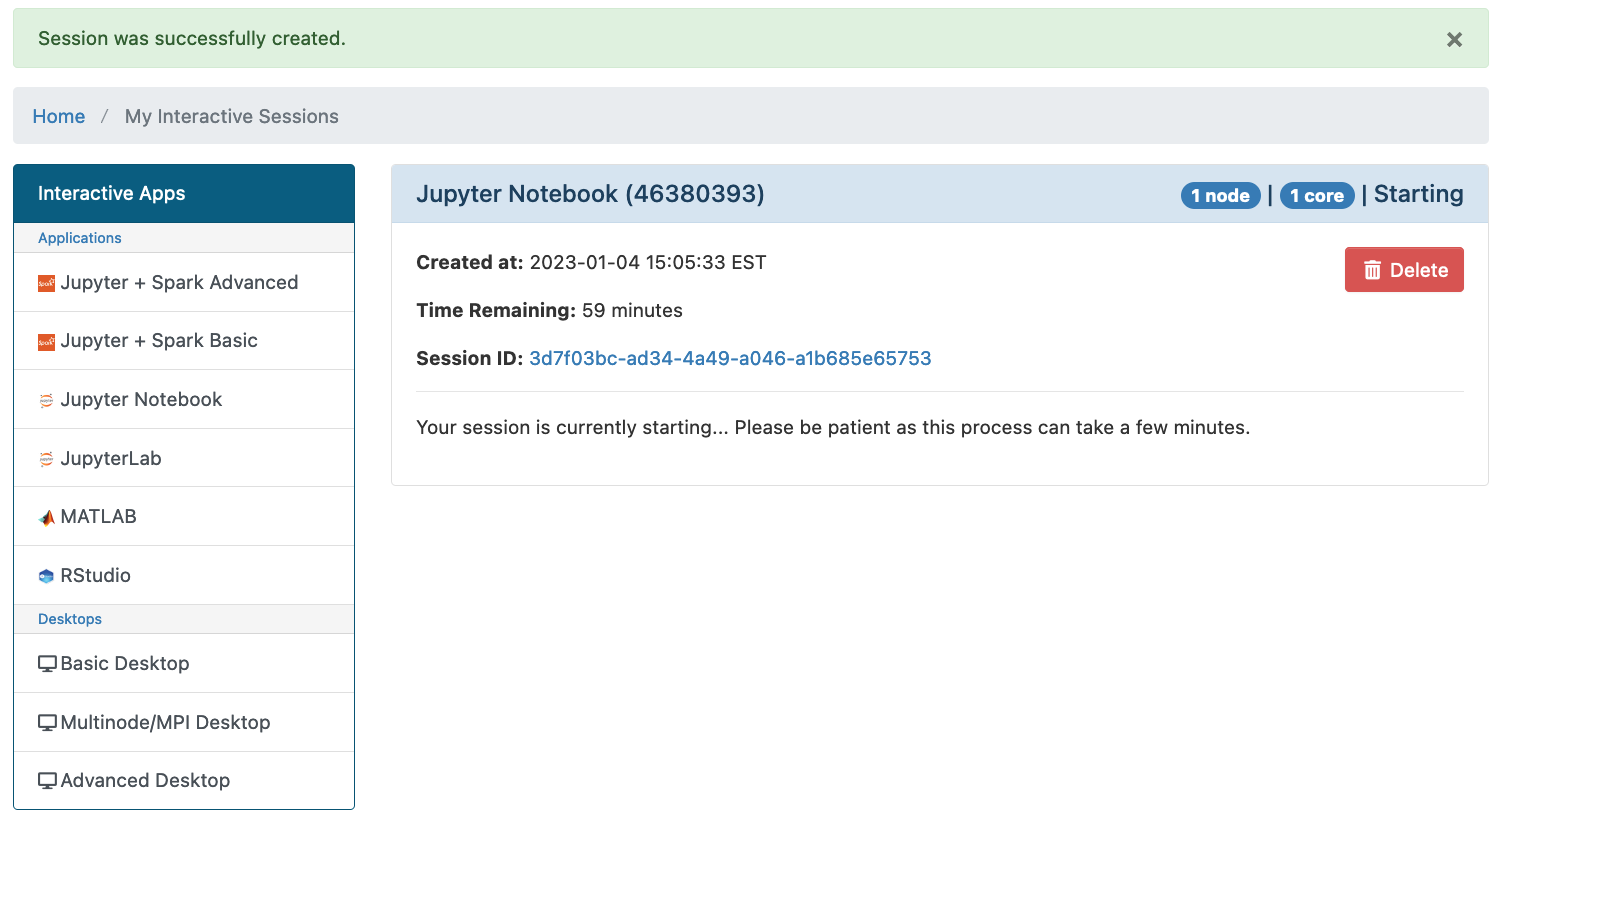 Session was successfully created.
Home / My Interactive Sessions
Interactive Apps
Applications
Jupyter + Spark Advanced
Jupyter + Spark Basic
Jupyter Notebook
JupyterLab
MATLAB
RStudio
Desktops
Basic Desktop
Multinode/MPI Desktop
Advanced Desktop
Jupyter Notebook (46380393) 1 node | 1 core | Starting
Created at: 2023-01-04 15:05:33 EST
Delete
Time Remaining: 59 minutes
Session ID: 3d7f03bc-ad34-4a49-a046-a1b685e65753
Your session is currently starting... Please be patient as this process can take a few minutes.